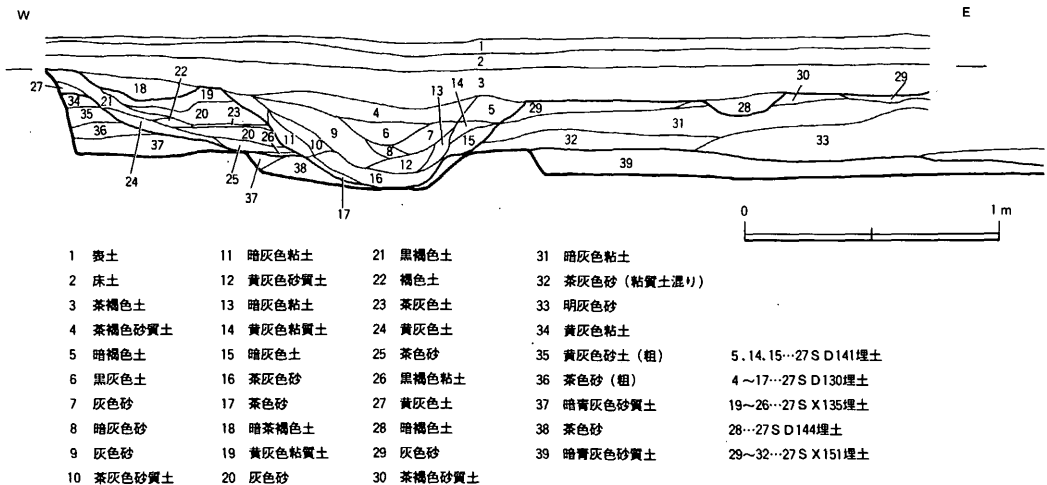 W
E
1
2
3
22
27
18
14
13
30
29
34
21
19
4
5
29
28
35
20
23
6
7
31
36
20
26
11
9
8
15
32
33
37
10
12
39
24
25
38
16
37
17
0
1 m
1 表土
2 床土
3 茶褐色土
4 茶褐色砂質土
5 暗褐色土
6 黒灰色土
7 灰色砂
8 暗灰色砂
9 灰色砂
10 茶灰色砂質土
11 暗灰色粘土
12 黄灰色砂質土
13 暗灰色粘土
14 黄灰色粘質土
15 暗灰色土
16 茶灰色砂
17 茶色砂
18 暗茶褐色土
19 黄灰色粘質土
20 灰色砂
21 黒褐色土
22 褐色土
23 茶灰色土
24 黄灰色土
25 茶色砂
26 黒褐色粘土
27 黄灰色土
28 暗褐色土
29 灰色砂
30 茶褐色砂質土
31 暗灰色粘土
32 茶灰色砂（粘質土混り）
33 明灰色砂
34 黄灰色粘土
35 黄灰色砂土（粗）
36 茶色砂（粗）
37 暗青灰色砂質土
38 茶色砂
39 暗青灰色砂質土
5、14、15…27ＳＤ141埋土
4～17…27ＳＤ130埋土
19～26…27ＳＸ135埋土
28…27ＳＤ144埋土
29～32…27ＳＸ151埋土